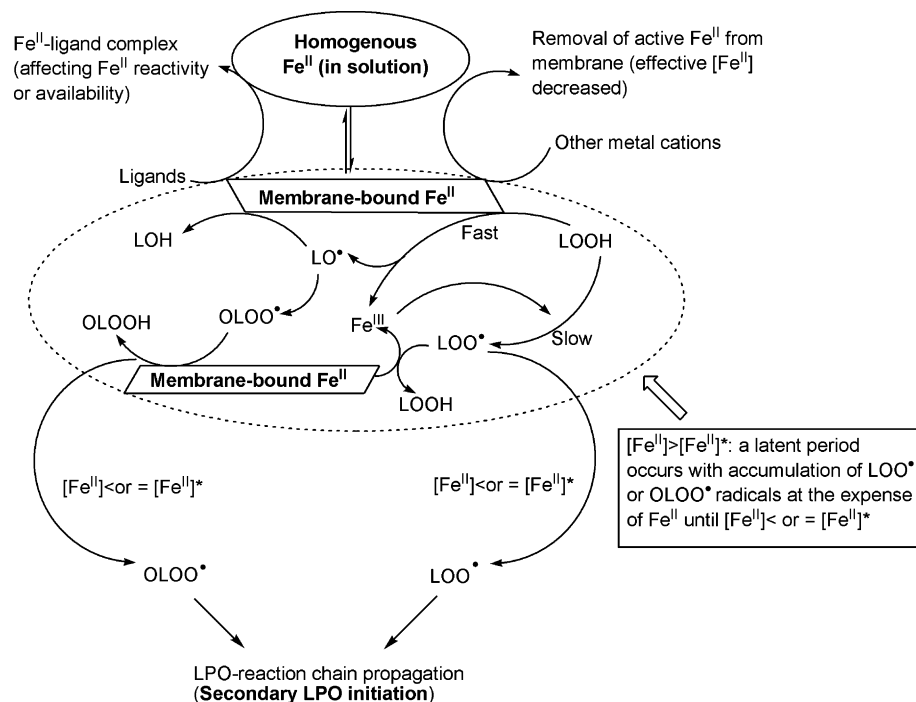 Fe^II-ligand complex
(affecting Fe^II reactivity
or availability)
Homogenous
Fe^II (in solution)
Removal of active Fe^II from
membrane (effective [Fe^II]
decreased)
Other metal cations
Ligands
Membrane-bound Fe^II
LOH
Fast
LOOH
LO•
OLOOH
OLOO•
Fe^III
LOO•
Slow
Membrane-bound Fe^II
LOOH
[Fe^II]>[Fe^II]*: a latent period
occurs with accumulation of LOO•
or OLOO• radicals at the expense
of Fe^II until [Fe^II]< or = [Fe^II]*
[Fe^II]<or = [Fe^II]*
[Fe^II]<or = [Fe^II]*
OLOO•
LOO•
LPO-reaction chain propagation
(Secondary LPO initiation)